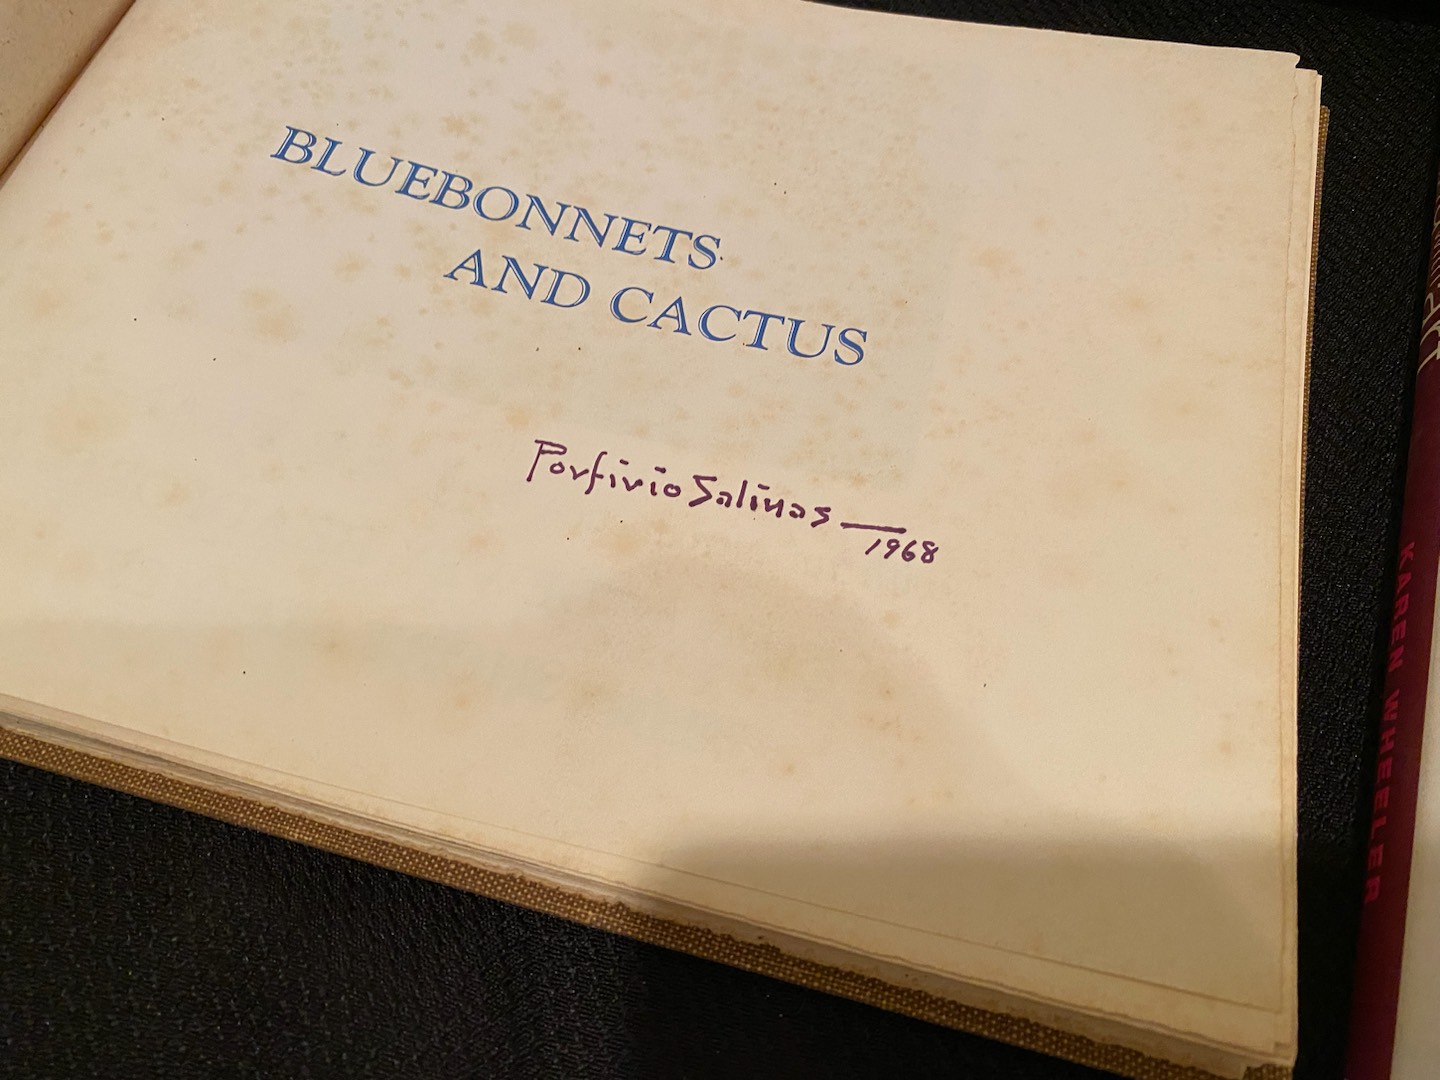 BLUEBONNETS
AND CACTUS
Porfirio Salinas
1968
KAREN WHEELER